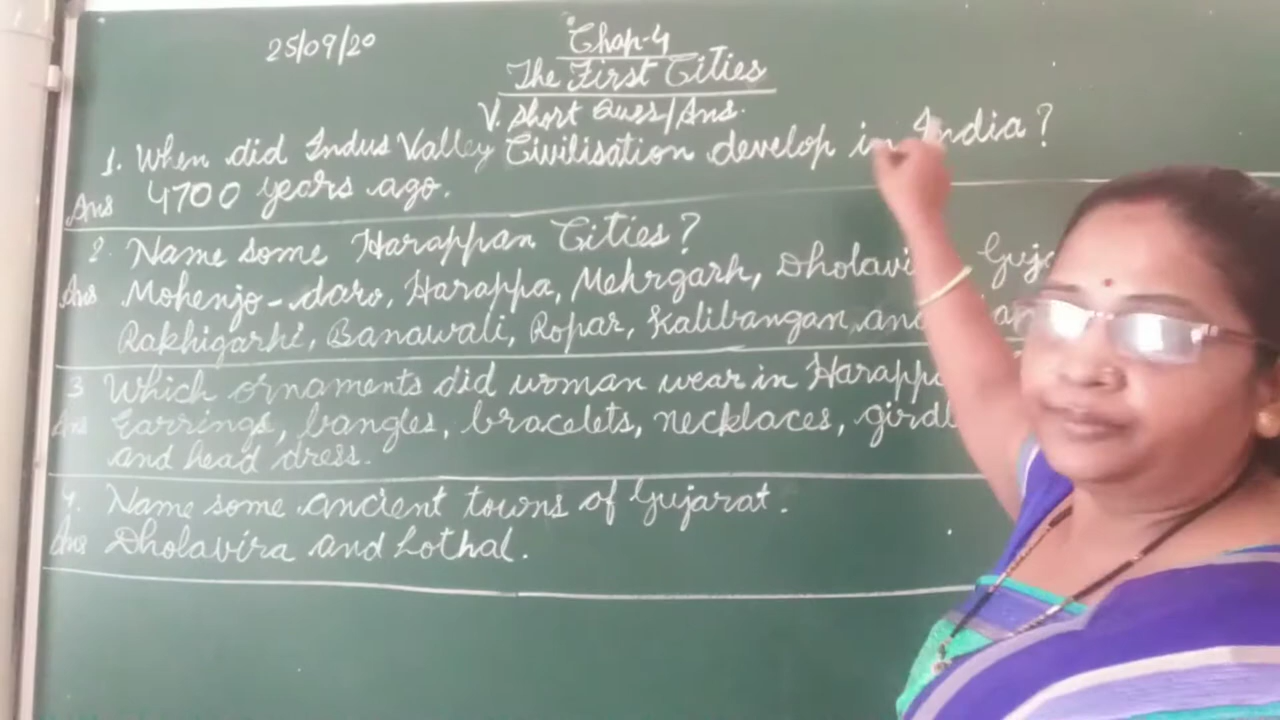 25/09/20
Chap-4
The First Cities
V. Short Ques/Ans.
1. When did Indus Valley Civilisation develop in India?
Ans 4700 years ago.
2. Name some Harappan Cities?
Ans Mohenjo-daro, Harappa, Mehrgarh,
Rakhigarhi, Banawali, Ropar, Kalibangan, and
3 Which ornaments did woman wear in
Ans Earrings, bangles, bracelets, necklaces,
and head dress.
4. Name some ancient towns of Gujarat.
Ans Dholavira and Lothal.